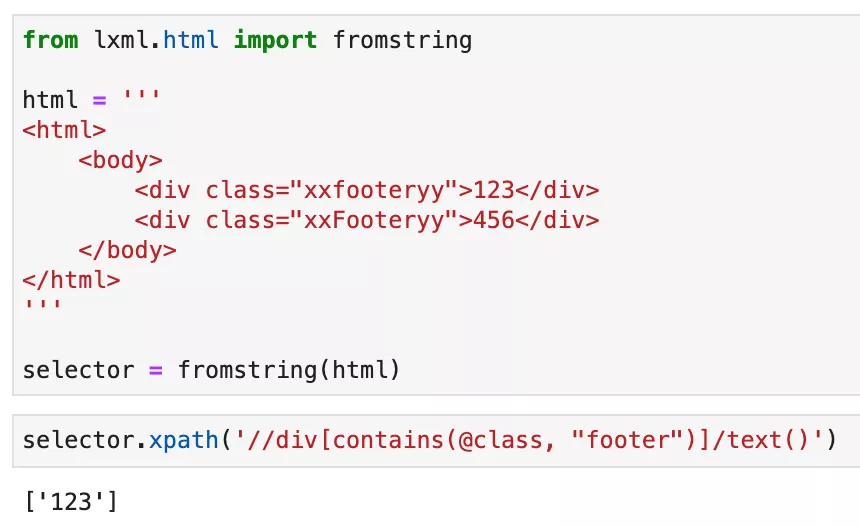 from lxml.html import fromstring
html = '''
<html>
    <body>
        <div class="xxfooteryy">123</div>
        <div class="xxFooteryy">456</div>
    </body>
</html>
'''
selector = fromstring(html)
selector.xpath('//div[contains(@class, "footer")]/text()')
['123']